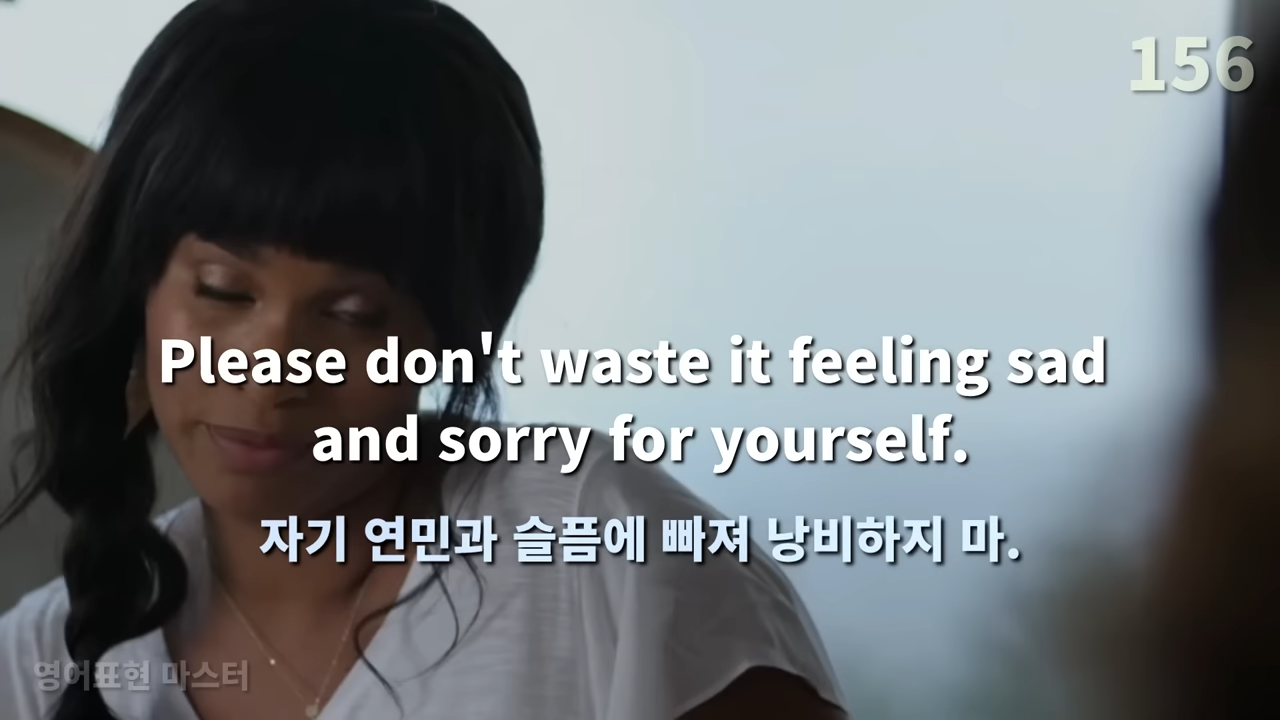 156
Please don't waste it feeling sad
and sorry for yourself.
자기 연민과 슬픔에 빠져 낭비하지 마.
영어표현 마스터